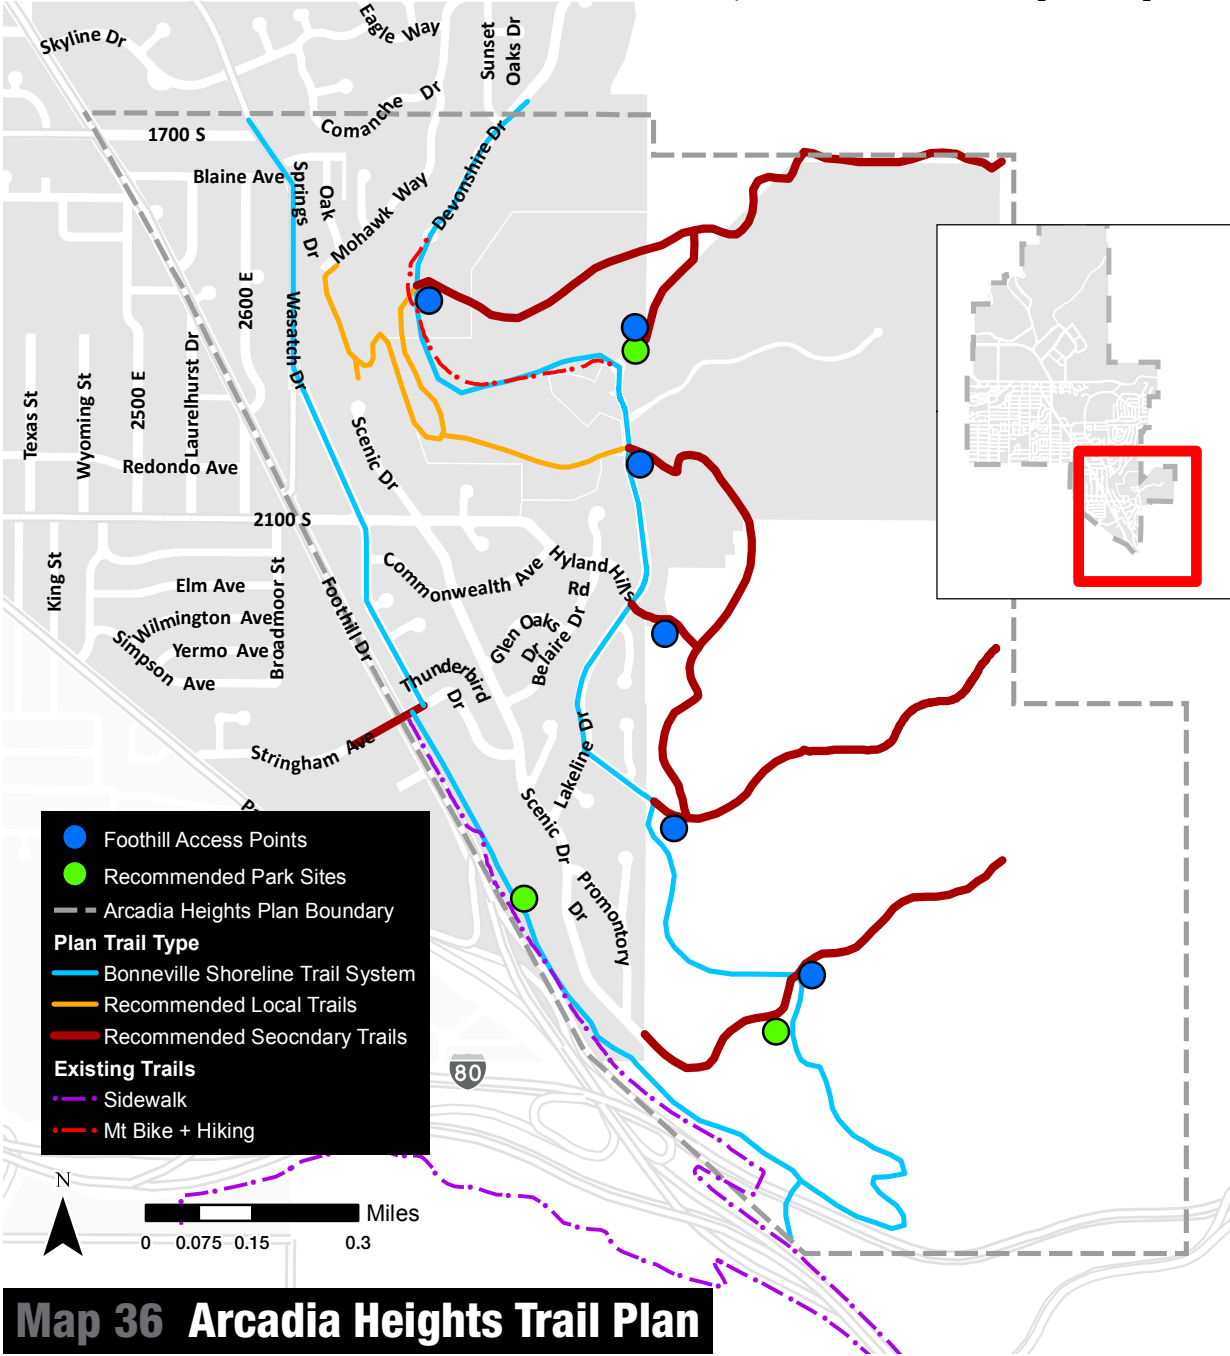 Skyline Dr
Eagle Way
Sunset
Oaks Dr
Comanche Dr
1700 S
Blaine Ave
Springs Dr
Oak
Mohawk Way
Devonshire Dr
2600 E
Wasatch Dr
Texas St
Wyoming St
2500 E
Laurelhurst Dr
Redondo Ave
Scenic Dr
2100 S
King St
Elm Ave
Wilmington Ave
Yermo Ave
Simpson Ave
Broadmoor St
Foothill Dr
Commonwealth Ave
Hyland Hills
Rd
Glen Oaks
Dr
Belaire Dr
Thunderbird
Dr
Stringham Ave
Lakeline Dr
Scenic Dr
Promontory
Dr
Foothill Access Points
Recommended Park Sites
Arcadia Heights Plan Boundary
Plan Trail Type
Bonneville Shoreline Trail System
Recommended Local Trails
Recommended Seocndary Trails
Existing Trails
Sidewalk
Mt Bike + Hiking
80
N
Miles
0 0.075 0.15 0.3
Map 36 Arcadia Heights Trail Plan